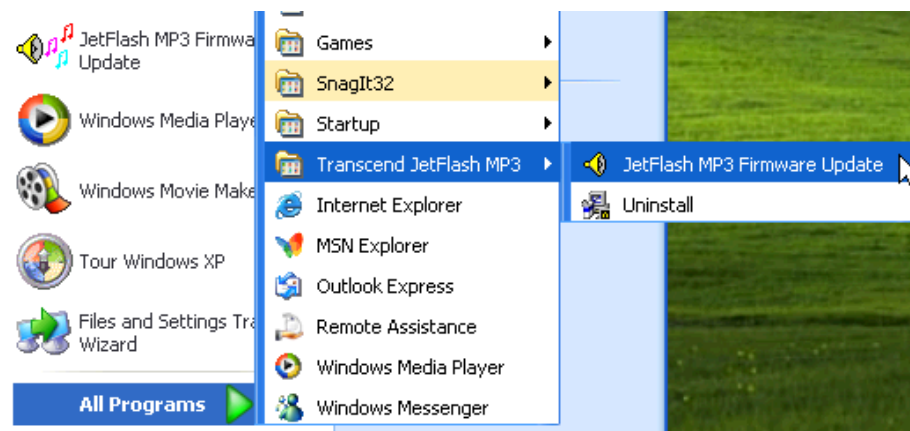 JetFlash MP3 Firmwa
Update
Windows Media Playe
Windows Movie Make
Tour Windows XP
Files and Settings Tra
Wizard
All Programs
Games
SnagIt32
Startup
Transcend JetFlash MP3
Internet Explorer
MSN Explorer
Outlook Express
Remote Assistance
Windows Media Player
Windows Messenger
JetFlash MP3 Firmware Update
Uninstall